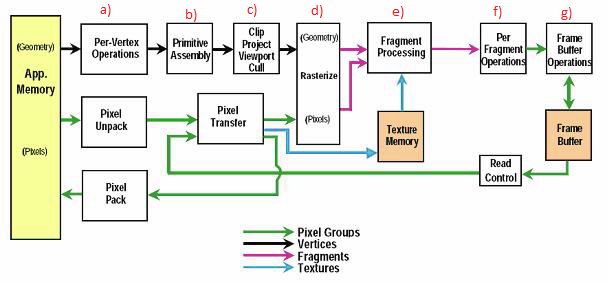 a)
b)
c)
d)
e)
f)
g)
(Geometry)
App.
Memory
(Pixels)
Per-Vertex
Operations
Primitive
Assembly
Clip
Project
Viewport
Cull
(Geometry)
Rasterize
(Pixels)
Fragment
Processing
Per
Fragment
Operations
Frame
Buffer
Operations
Pixel
Unpack
Pixel
Transfer
Texture
Memory
Frame
Buffer
Read
Control
Pixel
Pack
Pixel Groups
Vertices
Fragments
Textures